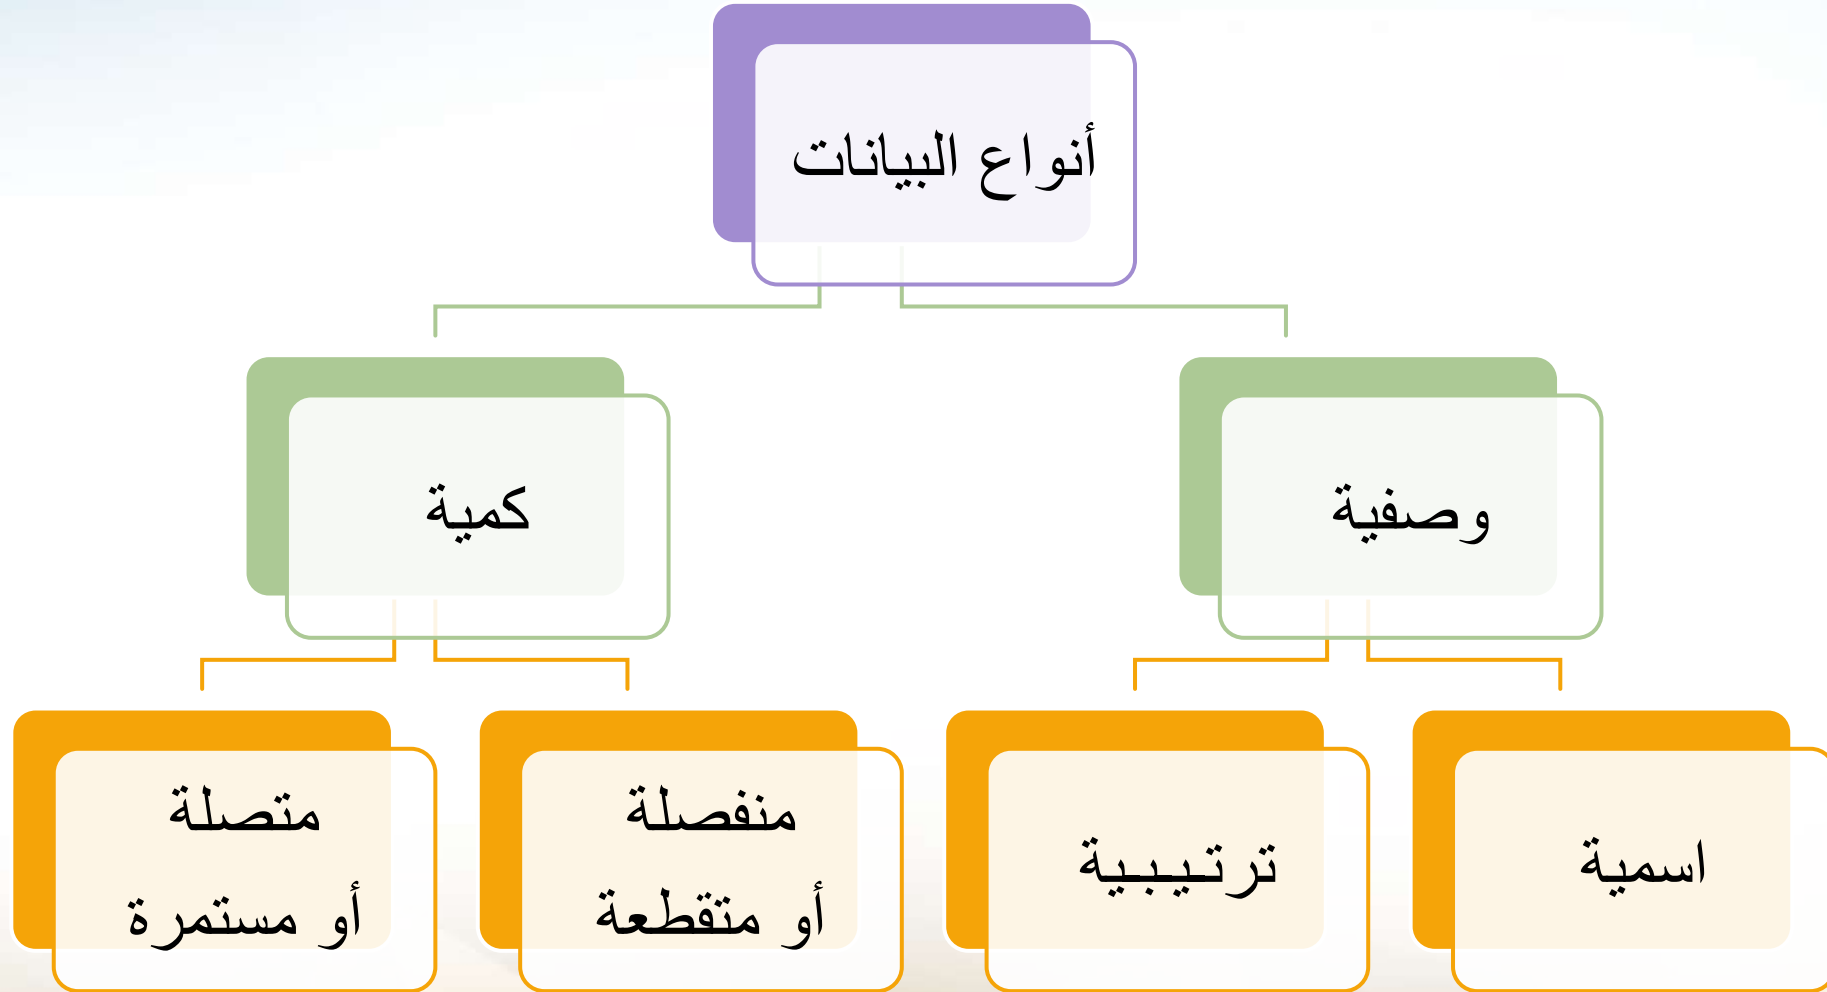 أنواع البيانات
وصفية
كمية
اسمية
ترتيبية
منفصلة
أو متقطعة
متصلة
أو مستمرة